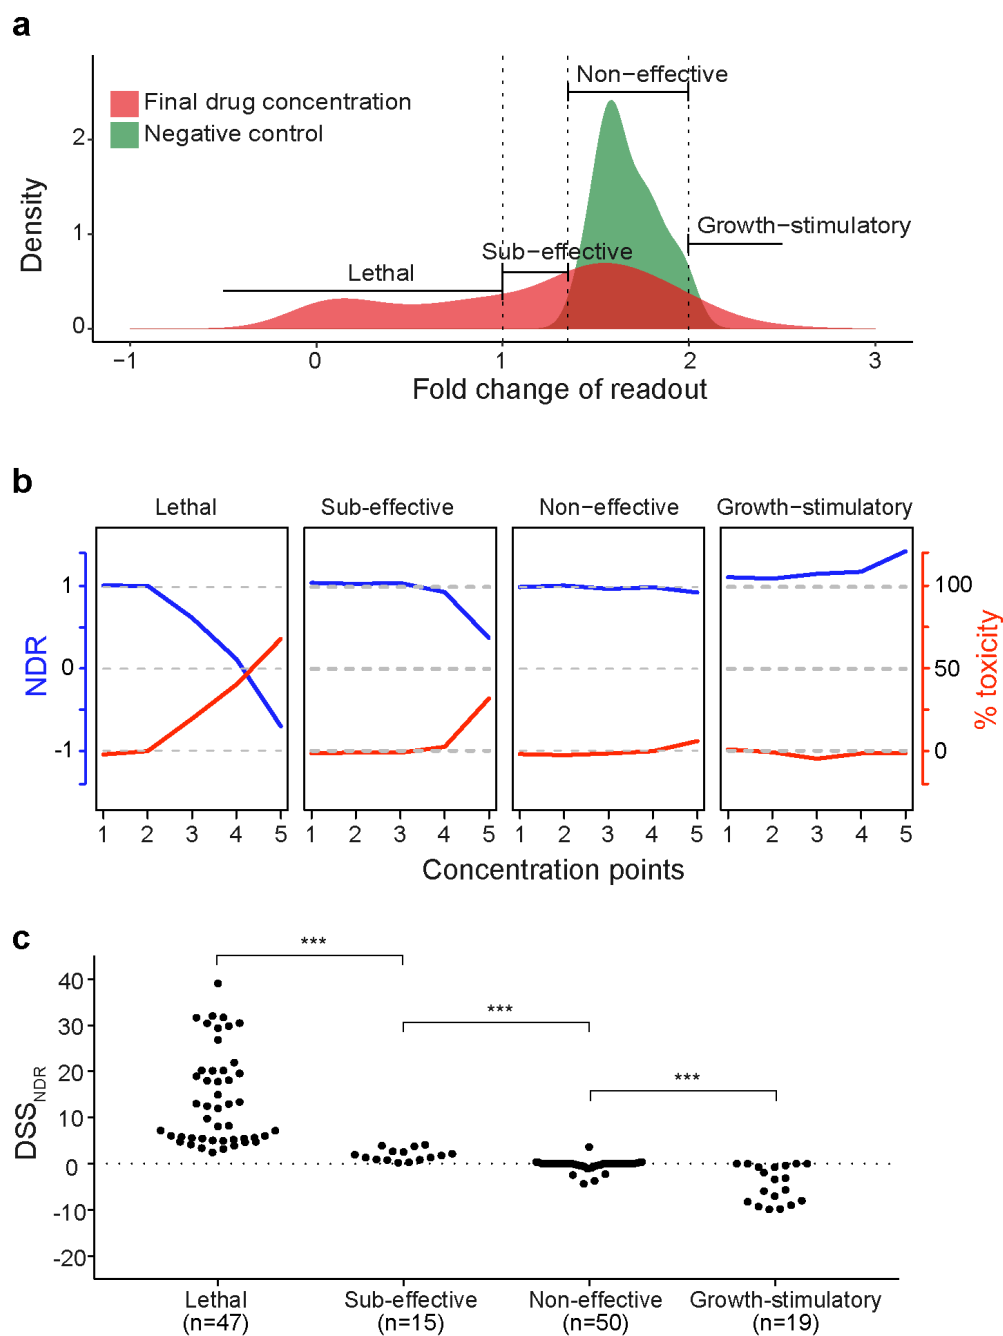 a
Non−effective
Final drug concentration
Negative control
2
Density
1
Growth−stimulatory
Sub−effective
Lethal
0
−1 0 1 2 3
Fold change of readout
b
Lethal Sub-effective Non−effective Growth−stimulatory
1 100
NDR 0 50 % toxicity
-1 0
1 2 3 4 5 1 2 3 4 5 1 2 3 4 5 1 2 3 4 5
Concentration points
c
***
40
***
30
***
20
DSSNDR
10
0
-10
-20
Lethal Sub-effective Non-effective Growth-stimulatory
(n=47) (n=15) (n=50) (n=19)